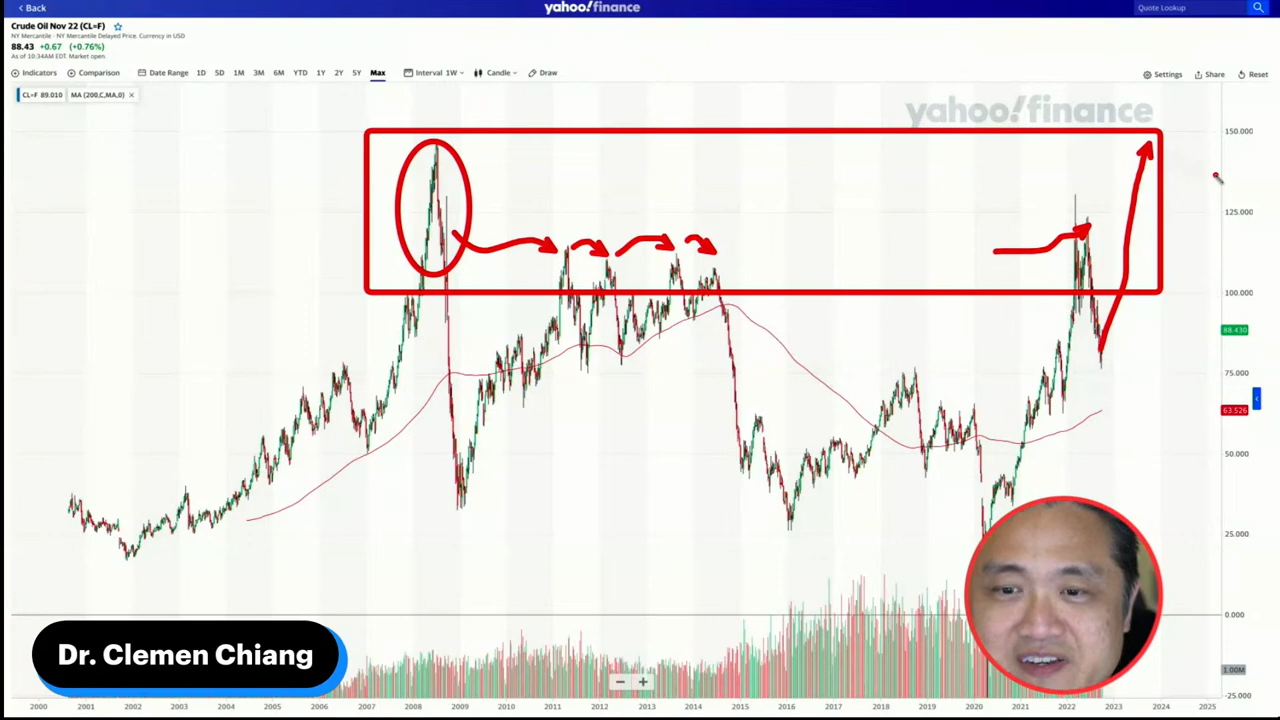 Back
yahoo!finance
Quote Lookup
Crude Oil Nov 22 (CL=F)
NY Mercantile - NY Mercantile Delayed Price. Currency in USD
88.43 +0.67 (+0.76%)
As of 10:34AM EDT. Market open.
Indicators Comparison Date Range 1D 5D 1M 3M 6M YTD 1Y 2Y 5Y Max Interval 1W Candle Draw Settings Share Reset
CL=F 89.010 MA (200,C,MA,0)
yahoo!finance
150.000
125.000
100.000
88.430
75.000
63.526
50.000
25.000
0.000
Dr. Clemen Chiang
1.00M
-25.000
2000 2001 2002 2003 2004 2005 2006 2007 2008 2009 2010 2011 2012 2013 2014 2015 2016 2017 2018 2019 2020 2021 2022 2023 2024 2025